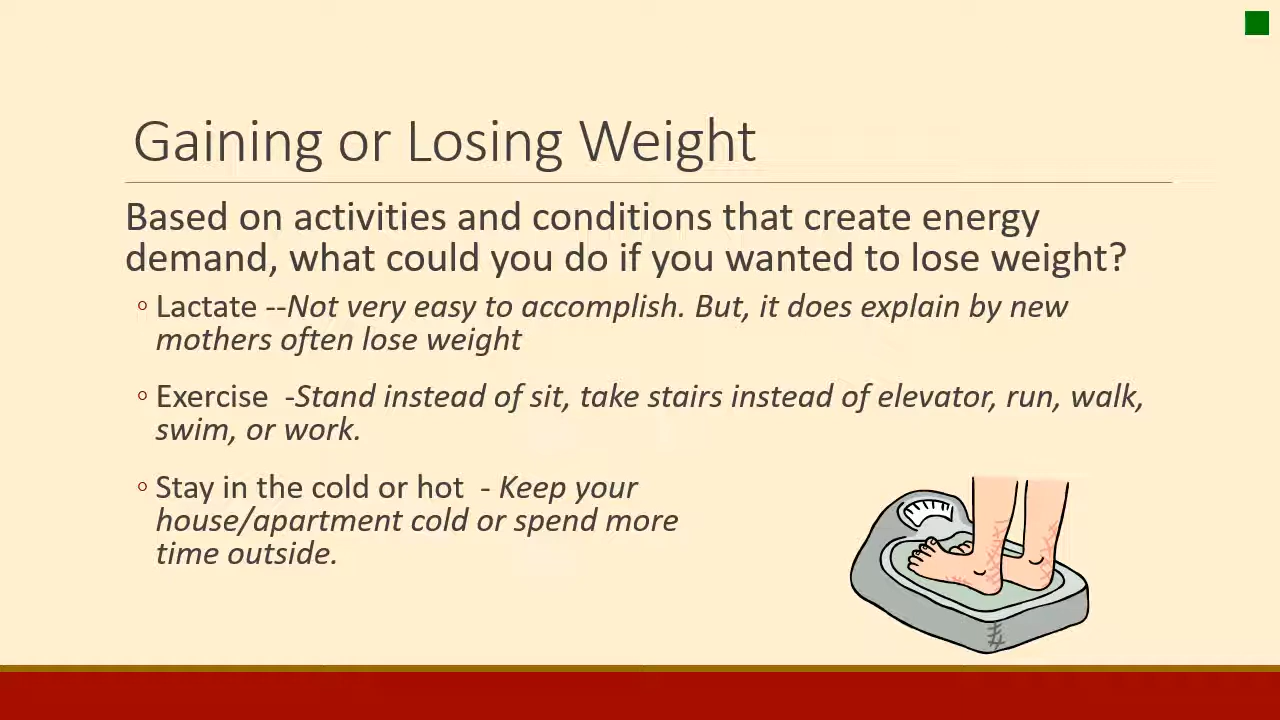 Gaining or Losing Weight
Based on activities and conditions that create energy
demand, what could you do if you wanted to lose weight?
◦ Lactate --Not very easy to accomplish. But, it does explain by new
mothers often lose weight
◦ Exercise  -Stand instead of sit, take stairs instead of elevator, run, walk,
swim, or work.
◦ Stay in the cold or hot  - Keep your
house/apartment cold or spend more
time outside.